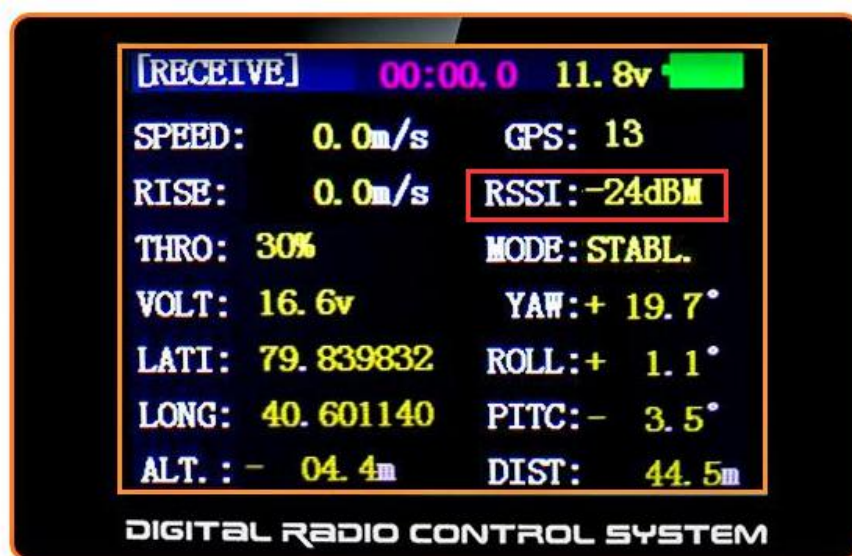 [RECEIVE] 00:00.0 11.8v
SPEED: 0.0m/s GPS: 13
RISE: 0.0m/s RSSI:-24dBM
THRO: 30% MODE:STABL.
VOLT: 16.6v YAW:+ 19.7°
LATI: 79.839832 ROLL:+ 1.1°
LONG: 40.601140 PITC:- 3.5°
ALT.:- 04.4m DIST: 44.5m
DIGITAL RADIO CONTROL SYSTEM